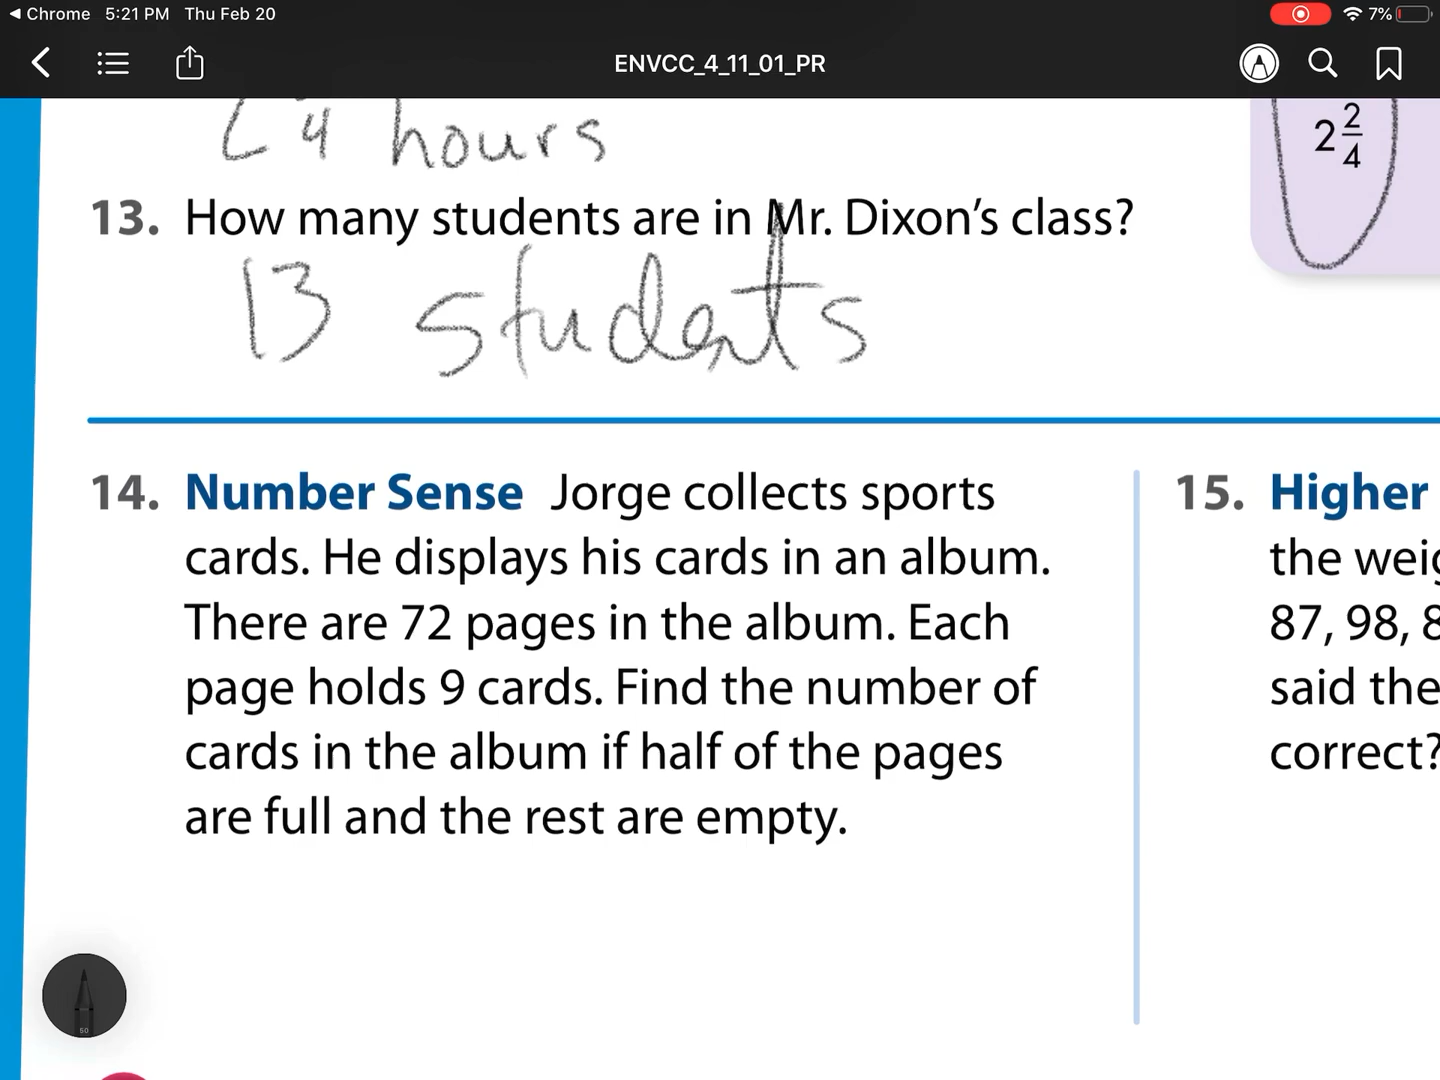 Chrome 5:21 PM Thu Feb 20 7%
ENVCC_4_11_01_PR
hours
2 2/4
13. How many students are in Mr. Dixon's class?
13 students
14. Number Sense Jorge collects sports
cards. He displays his cards in an album.
There are 72 pages in the album. Each
page holds 9 cards. Find the number of
cards in the album if half of the pages
are full and the rest are empty.
15. Higher
the
87, 98, 8
said the
correct?
50